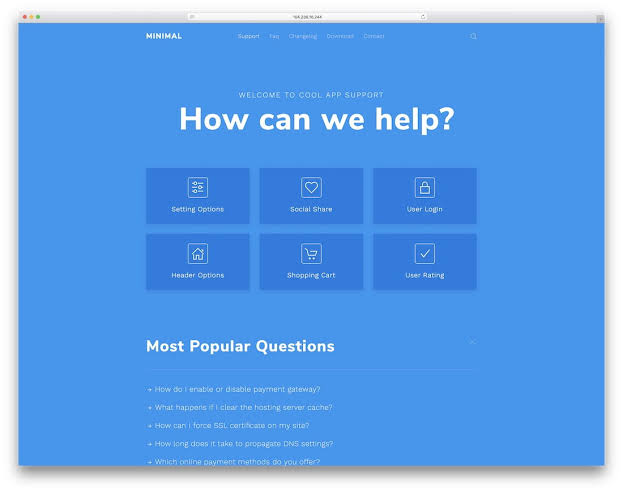 104.236.16.244
MINIMAL
Support Faq Changelog Download Contact
WELCOME TO COOL APP SUPPORT
How can we help?
Setting Options Social Share User Login
Header Options Shopping Cart User Rating
Most Popular Questions
→ How do I enable or disable payment gateway?
→ What happens if I clear the hosting server cache?
→ How can I force SSL certificate on my site?
→ How long does it take to propagate DNS settings?
→ Which online payment methods do you offer?